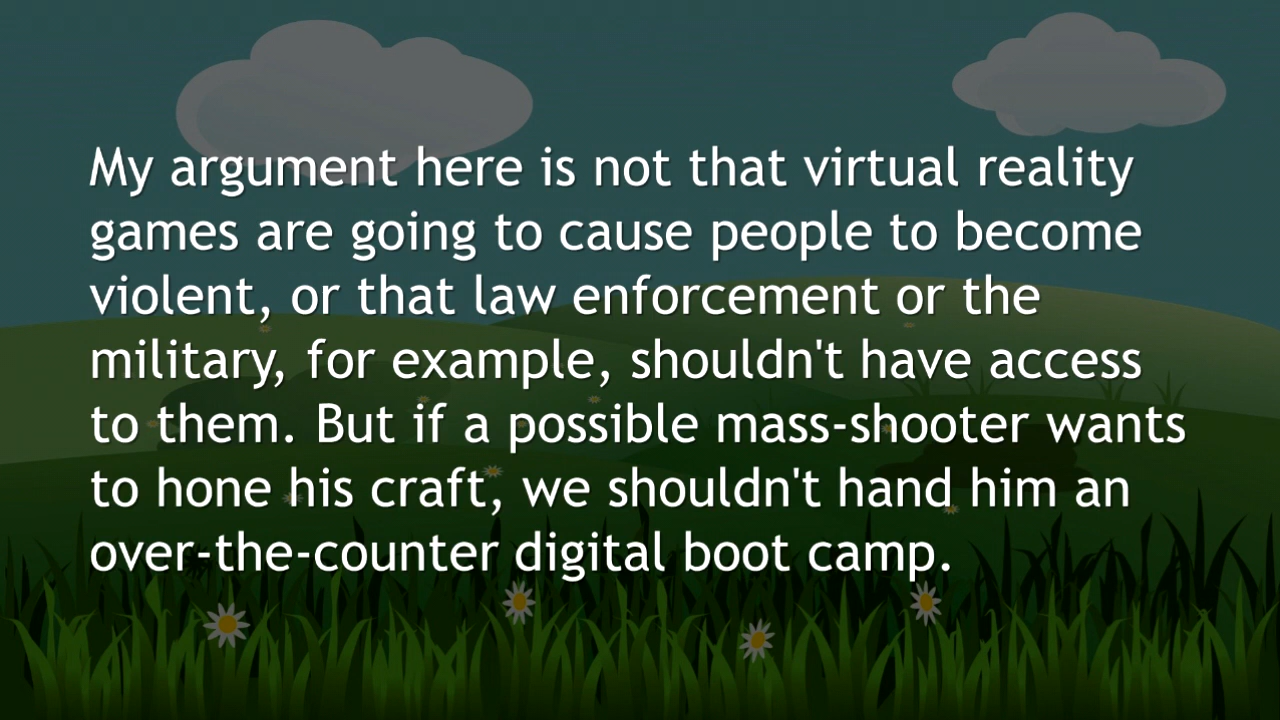 My argument here is not that virtual reality
games are going to cause people to become
violent, or that law enforcement or the
military, for example, shouldn't have access
to them. But if a possible mass-shooter wants
to hone his craft, we shouldn't hand him an
over-the-counter digital boot camp.